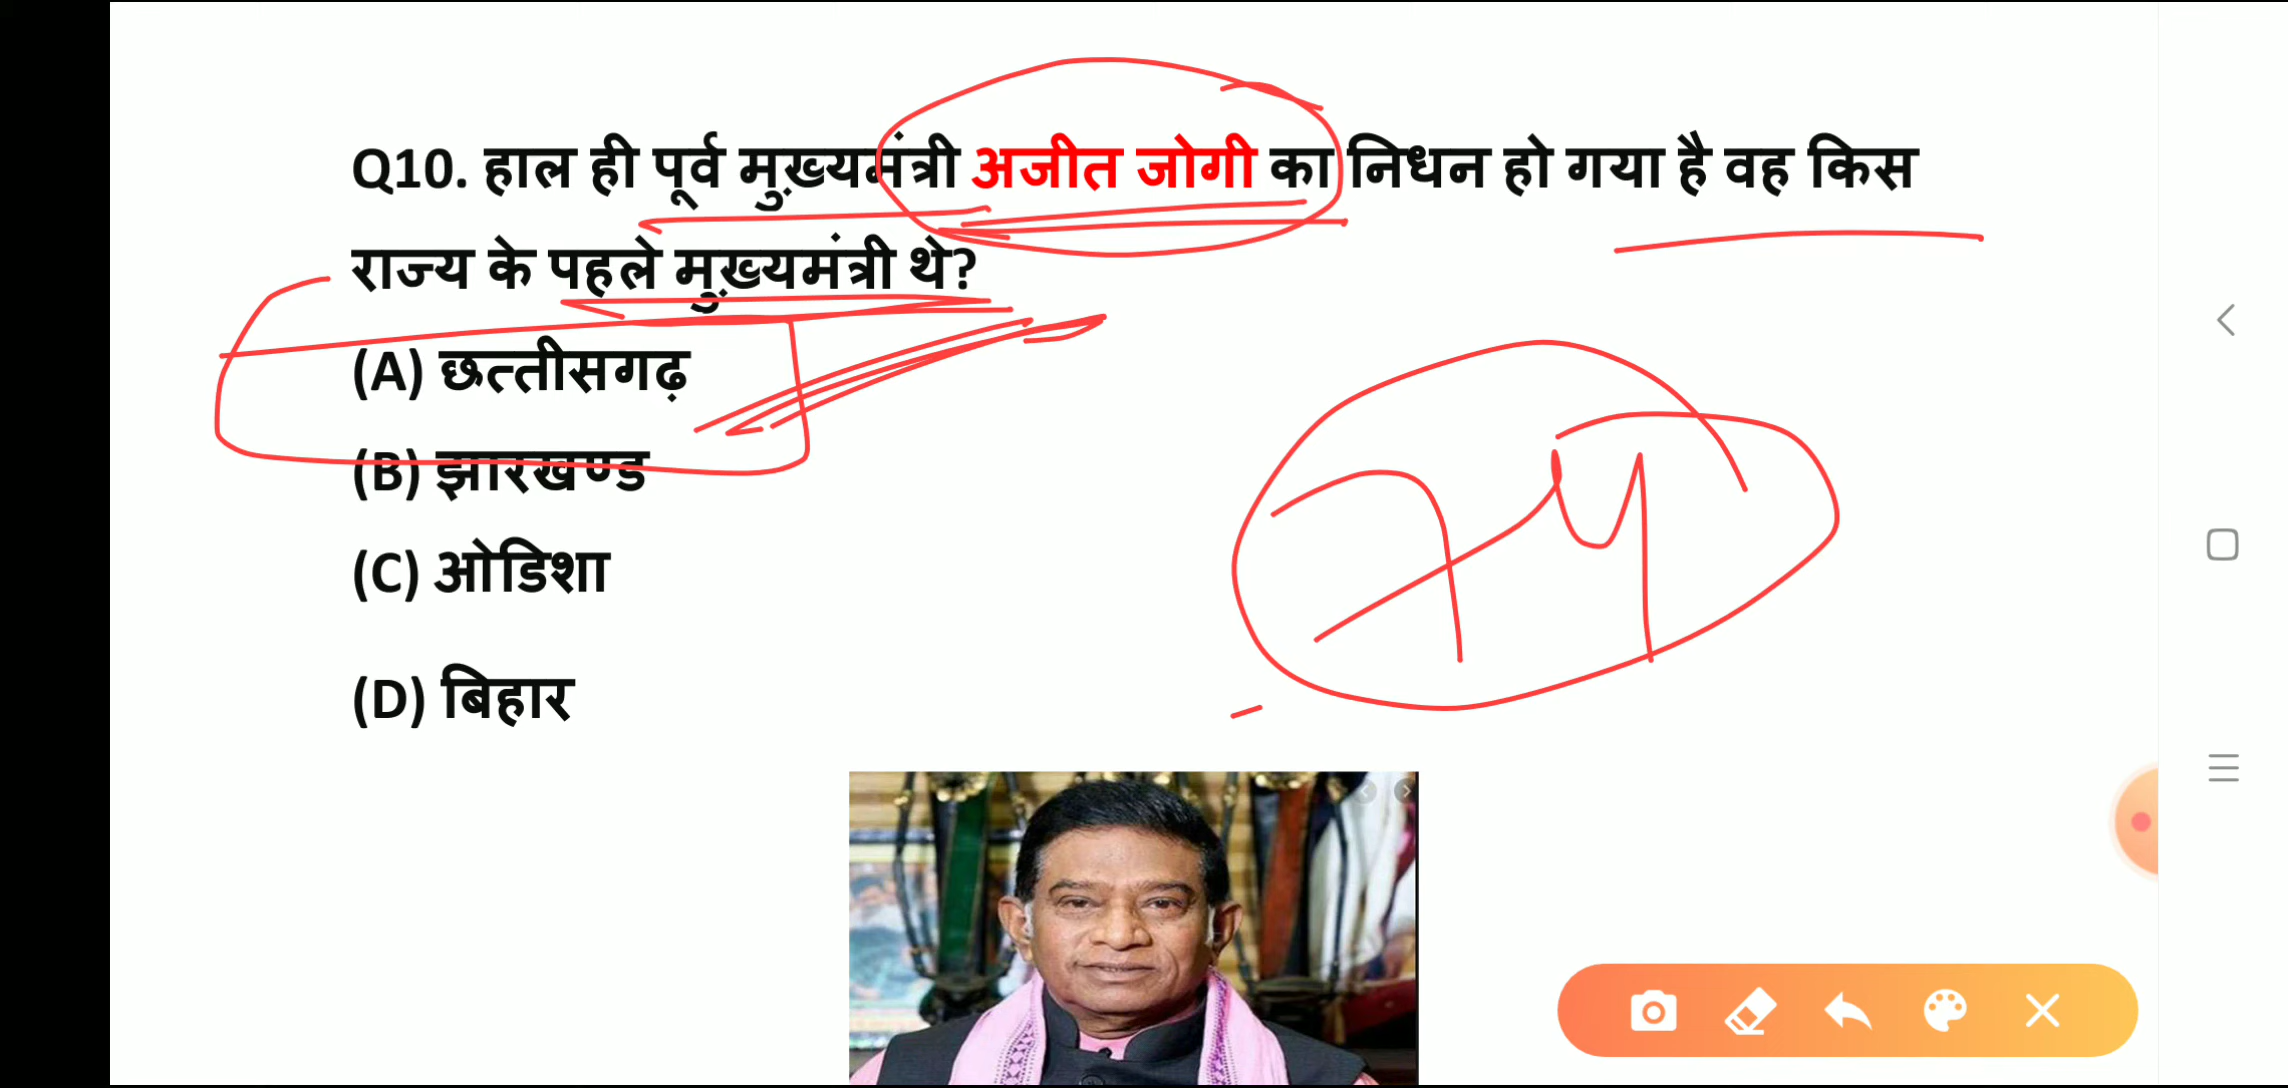 Q10. हाल ही पूर्व मुख़्यमंत्री अजीत जोगी का निधन हो गया है वह किस
राज्य के पहले मुख़्यमंत्री थे?
(A) छत्तीसगढ़
(B) झारखण्ड
(C) ओडिशा
(D) बिहार
74